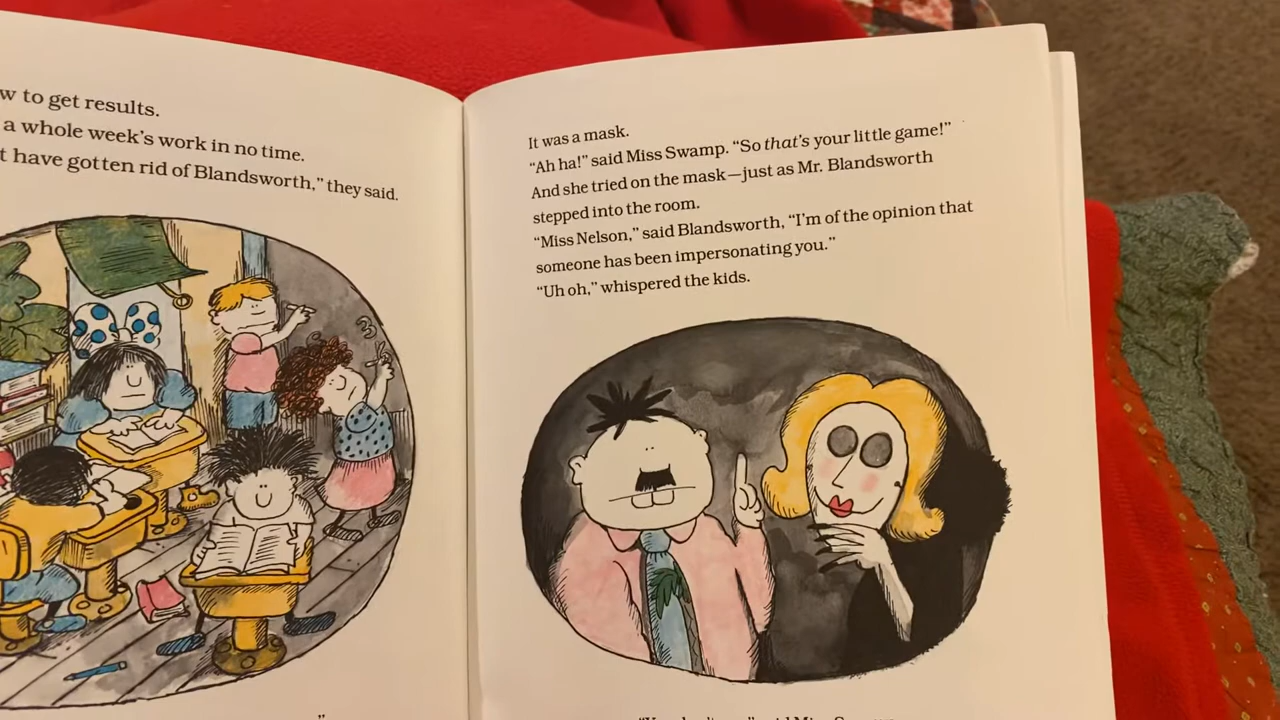 w to get results.
a whole week's work in no time.
t have gotten rid of Blandsworth," they said.
3
"
It was a mask.
"Ah ha!" said Miss Swamp. "So that's your little game!"
And she tried on the mask—just as Mr. Blandsworth
stepped into the room.
"Miss Nelson," said Blandsworth, "I'm of the opinion that
someone has been impersonating you."
"Uh oh," whispered the kids.